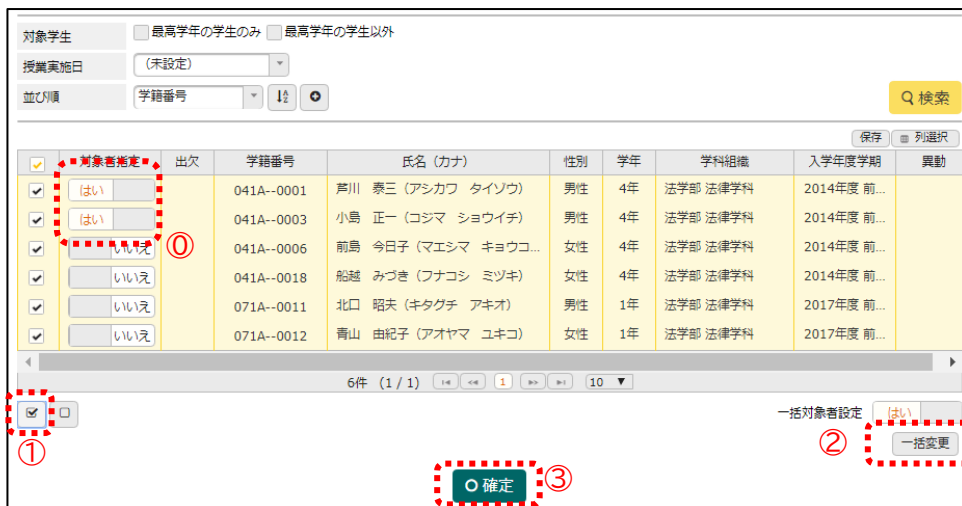 対象学生 最高学年の学生のみ 最高学年の学生以外
授業実施日 (未設定)
並び順 学籍番号
検索
保存 列選択
対象者指定 出欠 学籍番号 氏名 (カナ) 性別 学年 学科組織 入学年度学期 異動
はい 041A--0001 芦川 泰三 (アシカワ タイゾウ) 男性 4年 法学部 法律学科 2014年度 前...
はい 041A--0003 小島 正一 (コジマ ショウイチ) 男性 4年 法学部 法律学科 2014年度 前...
⓪
いいえ 041A--0006 前島 今日子 (マエシマ キョウコ... 女性 4年 法学部 法律学科 2014年度 前...
いいえ 041A--0018 船越 みづき (フナコシ ミヅキ) 女性 4年 法学部 法律学科 2014年度 前...
いいえ 071A--0011 北口 昭夫 (キタグチ アキオ) 男性 1年 法学部 法律学科 2017年度 前...
いいえ 071A--0012 青山 由紀子 (アオヤマ ユキコ) 女性 1年 法学部 法律学科 2017年度 前...
6件 (1 / 1) 1 10
一括対象者設定 はい
① ② 一括変更
確定 ③